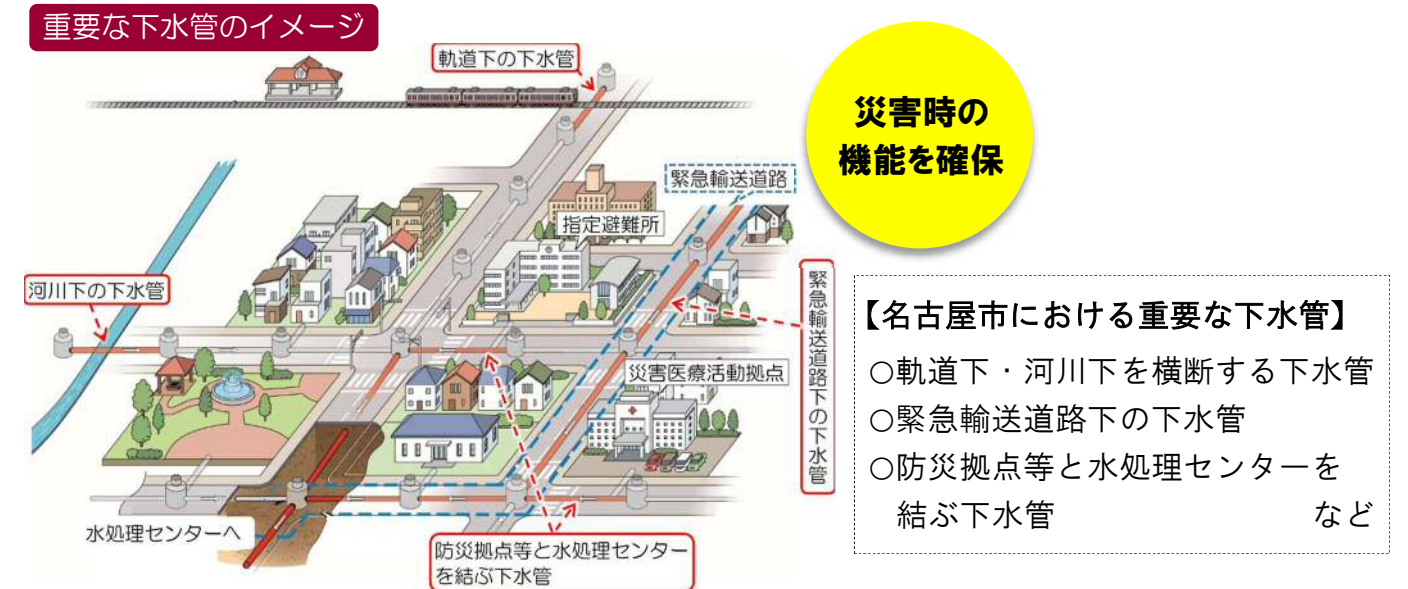 重要な下水管のイメージ
軌道下の下水管
災害時の
機能を確保
緊急輸送道路
指定避難所
河川下の下水管
緊急輸送道路下の下水管
災害医療活動拠点
水処理センターへ
防災拠点等と水処理センター
を結ぶ下水管
【名古屋市における重要な下水管】
○軌道下・河川下を横断する下水管
○緊急輸送道路下の下水管
○防災拠点等と水処理センターを
結ぶ下水管 など